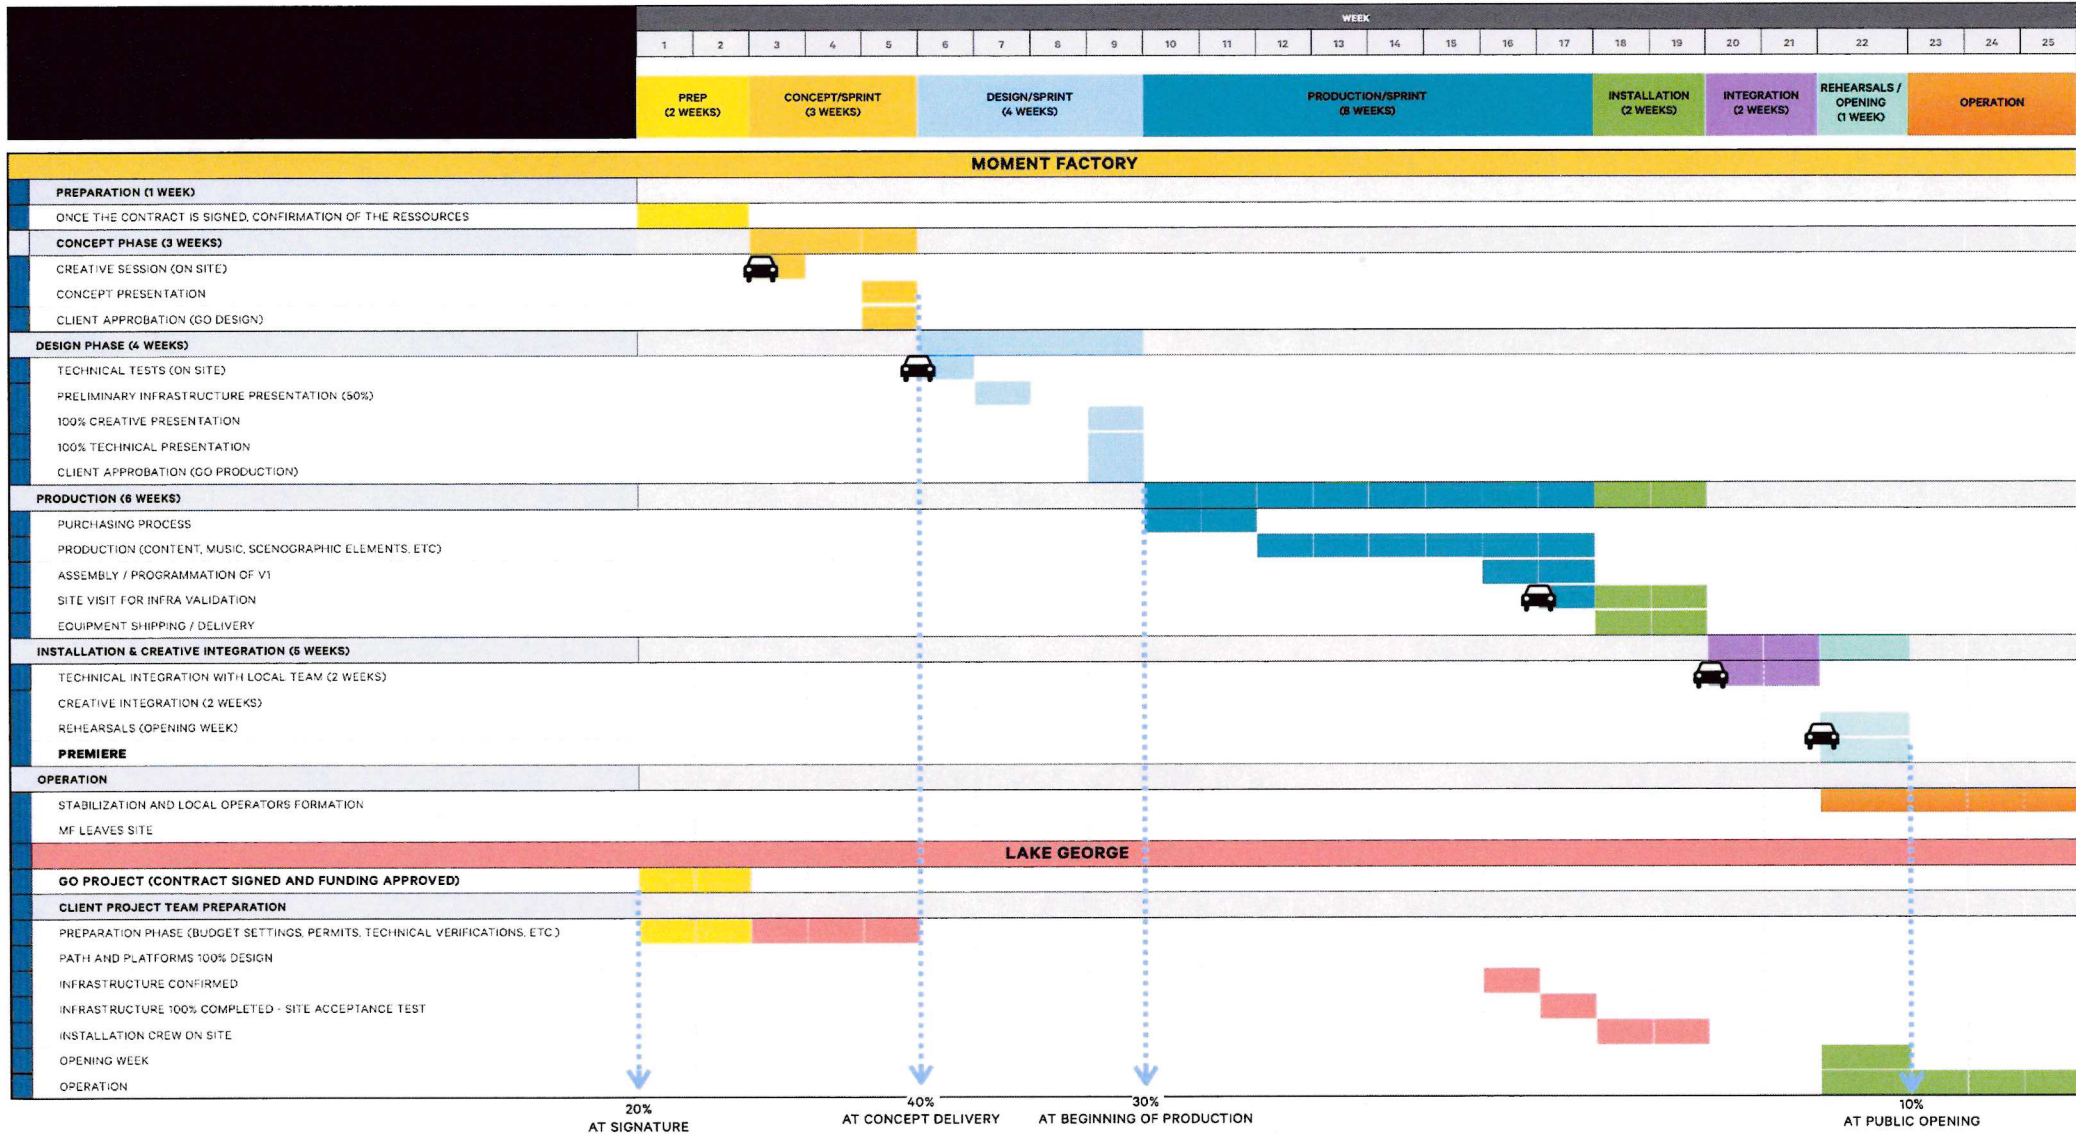 WEEK
1 2 3 4 5 6 7 8 9 10 11 12 13 14 15 16 17 18 19 20 21 22 23 24 25
PREP
(2 WEEKS)
CONCEPT/SPRINT
(3 WEEKS)
DESIGN/SPRINT
(4 WEEKS)
PRODUCTION/SPRINT
(8 WEEKS)
INSTALLATION
(2 WEEKS)
INTEGRATION
(2 WEEKS)
REHEARSALS /
OPENING
(1 WEEK)
OPERATION
MOMENT FACTORY
PREPARATION (1 WEEK)
ONCE THE CONTRACT IS SIGNED, CONFIRMATION OF THE RESSOURCES
CONCEPT PHASE (3 WEEKS)
CREATIVE SESSION (ON SITE)
CONCEPT PRESENTATION
CLIENT APPROBATION (GO DESIGN)
DESIGN PHASE (4 WEEKS)
TECHNICAL TESTS (ON SITE)
PRELIMINARY INFRASTRUCTURE PRESENTATION (50%)
100% CREATIVE PRESENTATION
100% TECHNICAL PRESENTATION
CLIENT APPROBATION (GO PRODUCTION)
PRODUCTION (6 WEEKS)
PURCHASING PROCESS
PRODUCTION (CONTENT, MUSIC, SCENOGRAPHIC ELEMENTS, ETC)
ASSEMBLY / PROGRAMMATION OF V1
SITE VISIT FOR INFRA VALIDATION
EQUIPMENT SHIPPING / DELIVERY
INSTALLATION & CREATIVE INTEGRATION (5 WEEKS)
TECHNICAL INTEGRATION WITH LOCAL TEAM (2 WEEKS)
CREATIVE INTEGRATION (2 WEEKS)
REHEARSALS (OPENING WEEK)
PREMIERE
OPERATION
STABILIZATION AND LOCAL OPERATORS FORMATION
MF LEAVES SITE
LAKE GEORGE
GO PROJECT (CONTRACT SIGNED AND FUNDING APPROVED)
CLIENT PROJECT TEAM PREPARATION
PREPARATION PHASE (BUDGET SETTINGS, PERMITS, TECHNICAL VERIFICATIONS, ETC)
PATH AND PLATFORMS 100% DESIGN
INFRASTRUCTURE CONFIRMED
INFRASTRUCTURE 100% COMPLETED - SITE ACCEPTANCE TEST
INSTALLATION CREW ON SITE
OPENING WEEK
OPERATION
20%
AT SIGNATURE
40%
AT CONCEPT DELIVERY
30%
AT BEGINNING OF PRODUCTION
10%
AT PUBLIC OPENING